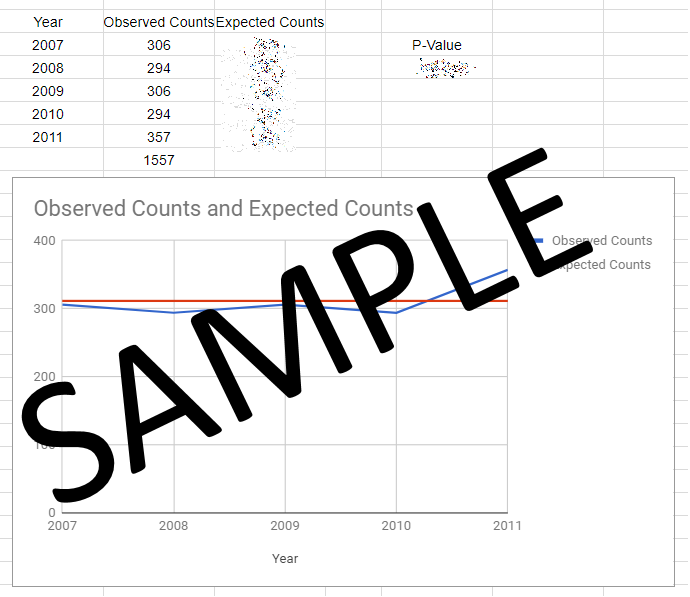 Year Observed Counts Expected Counts
2007 306 P-Value
2008 294
2009 306
2010 294
2011 357
1557
Observed Counts and Expected Counts
400
300
200
100
0
2007 2008 2009 2010 2011
Year
Observed Counts
Expected Counts
SAMPLE